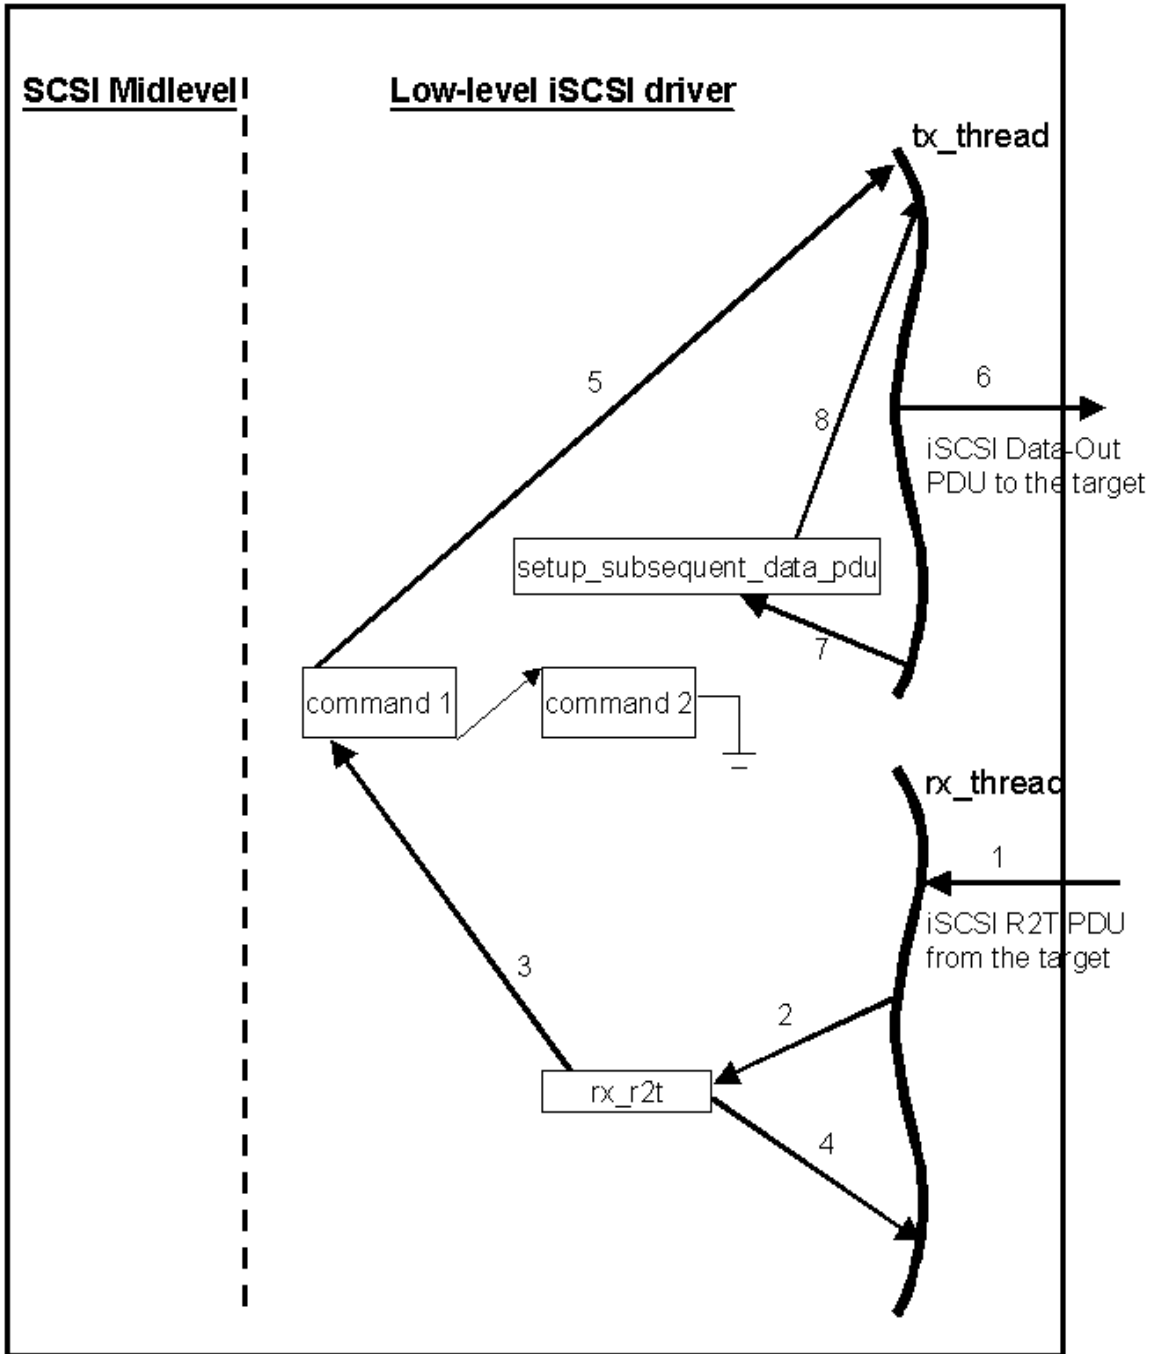 SCSI Midlevel
Low-level iSCSI driver
tx_thread
5
6
8
iSCSI Data-Out
PDU to the target
setup_subsequent_data_pdu
7
command 1
command 2
rx_thread
1
iSCSI R2T PDU
from the target
3
2
rx_r2t
4